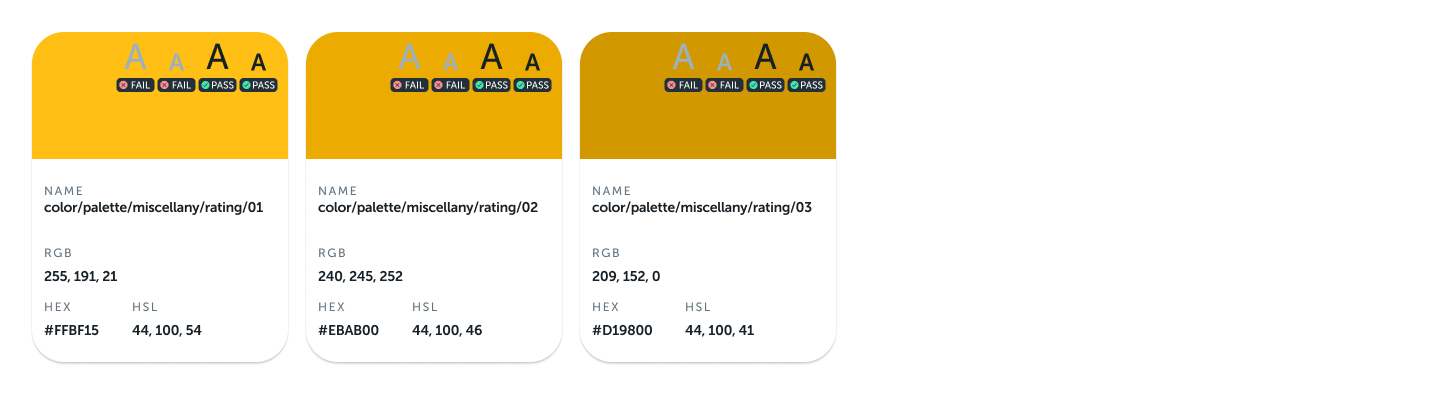 A A A A
FAIL FAIL PASS PASS
NAME
color/palette/miscellany/rating/01
RGB
255, 191, 21
HEX HSL
#FFBF15 44, 100, 54
A A A A
FAIL FAIL PASS PASS
NAME
color/palette/miscellany/rating/02
RGB
240, 245, 252
HEX HSL
#EBAB00 44, 100, 46
A A A A
FAIL FAIL PASS PASS
NAME
color/palette/miscellany/rating/03
RGB
209, 152, 0
HEX HSL
#D19800 44, 100, 41